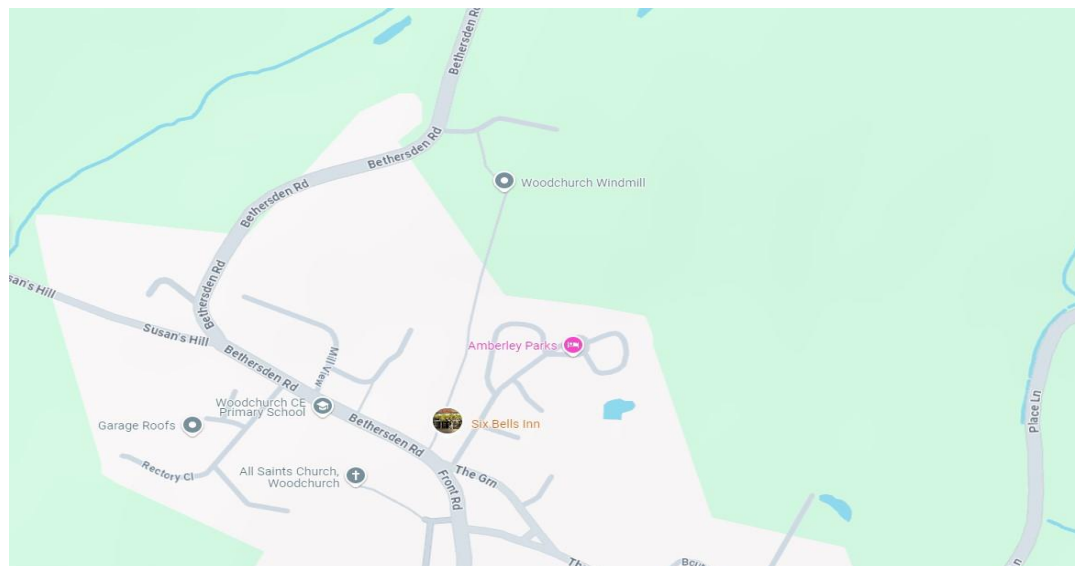 Bethersden Rd
Bethersden Rd
Woodchurch Windmill
Bethersden Rd
san's Hill
Bethersden Rd
Susan's Hill
Amberley Parks
Bethersden Rd
Mill View
Woodchurch CE
Primary School
Place Ln
Garage Roofs
Bethersden Rd
Six Bells Inn
Rectory Cl
All Saints Church,
Woodchurch
The Grn
Front Rd